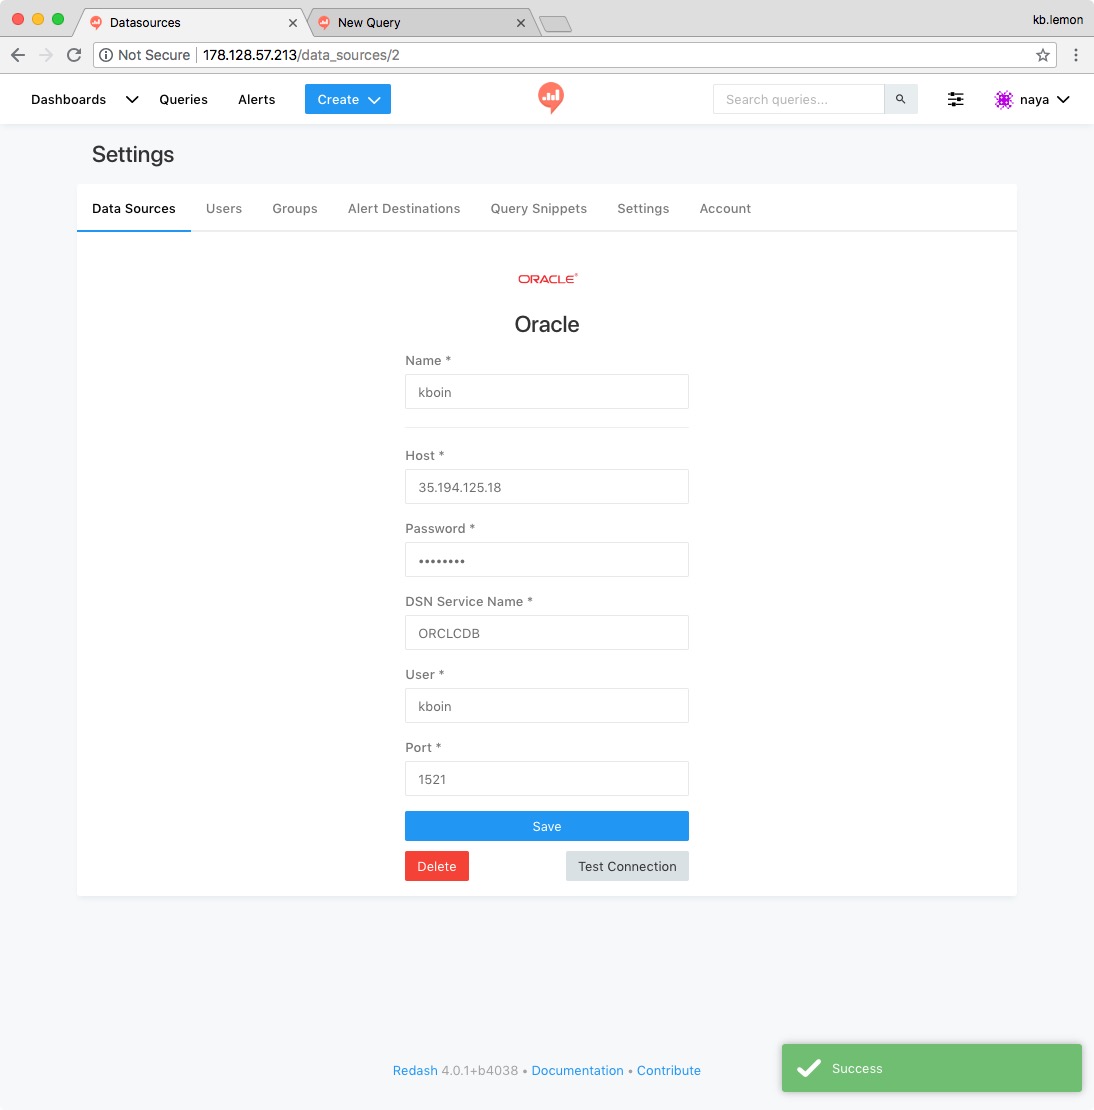 Datasources
New Query
kb.lemon
Not Secure 178.128.57.213/data_sources/2
Dashboards Queries Alerts Create Search queries... naya
Settings
Data Sources Users Groups Alert Destinations Query Snippets Settings Account
ORACLE®
Oracle
Name *
kboin
Host *
35.194.125.18
Password *
••••••••
DSN Service Name *
ORCLCDB
User *
kboin
Port *
1521
Save
Delete Test Connection
Redash 4.0.1+b4038 • Documentation • Contribute
Success